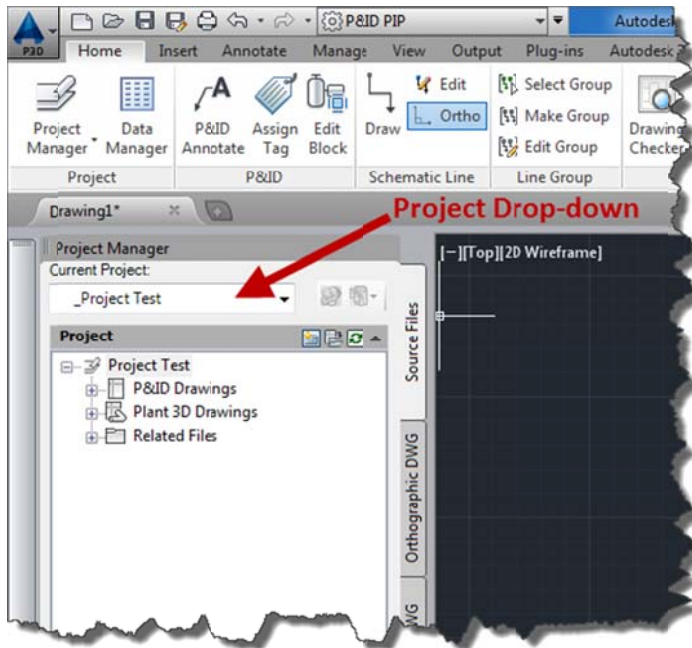 P&ID PIP
Autodesk
P3D
Home Insert Annotate Manage View Output Plug-ins Autodesk
Project Manager
Data Manager
P&ID Annotate
Assign Tag
Edit Block
Draw
Edit
Ortho
Select Group
Make Group
Edit Group
Drawing Checker
Project P&ID Schematic Line Line Group
Drawing1*
Project Drop-down
Project Manager
Current Project:
_Project Test
Project
Project Test
P&ID Drawings
Plant 3D Drawings
Related Files
Source Files
Orthographic DWG
WG
[−][Top][2D Wireframe]